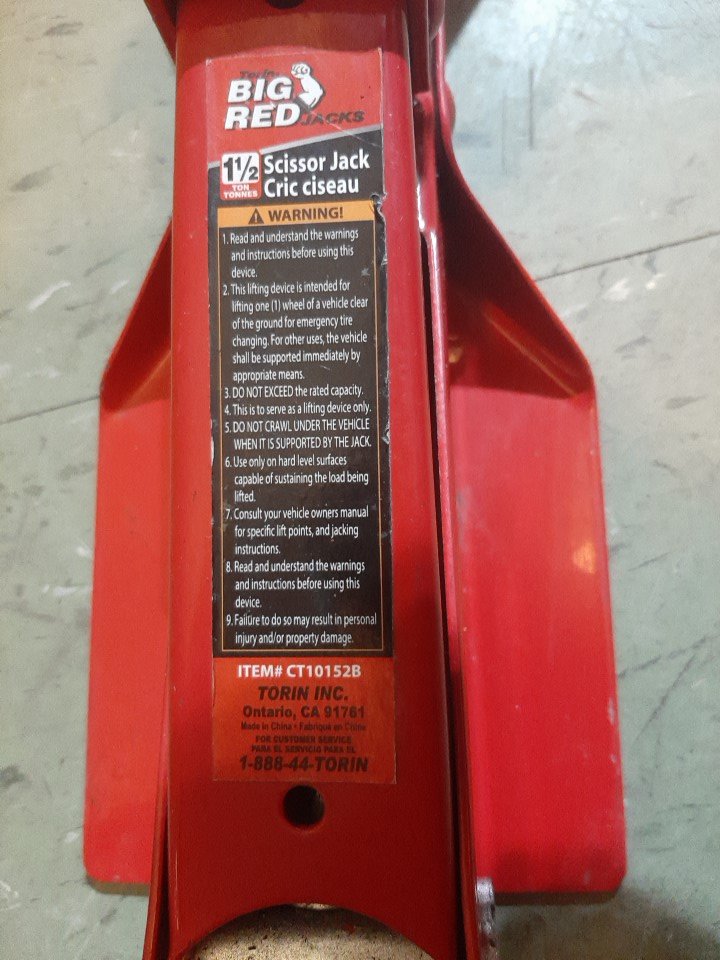 Torin
BIG
RED JACKS
1 1/2 Scissor Jack
TON
TONNES Cric ciseau
WARNING!
1. Read and understand the warnings
and instructions before using this
device.
2. This lifting device is intended for
lifting one (1) wheel of a vehicle clear
of the ground for emergency tire
changing. For other uses, the vehicle
shall be supported immediately by
appropriate means.
3. DO NOT EXCEED the rated capacity.
4. This is to serve as a lifting device only.
5. DO NOT CRAWL UNDER THE VEHICLE
WHEN IT IS SUPPORTED BY THE JACK.
6. Use only on hard level surfaces
capable of sustaining the load being
lifted.
7. Consult your vehicle owners manual
for specific lift points, and jacking
instructions.
8. Read and understand the warnings
and instructions before using this
device.
9. Failure to do so may result in personal
injury and/or property damage.
ITEM# CT10152B
TORIN INC.
Ontario, CA 91761
Made in China • Fabriqué en Chine
FOR CUSTOMER SERVICE
PARA EL SERVICIO PARA EL
1-888-44-TORIN